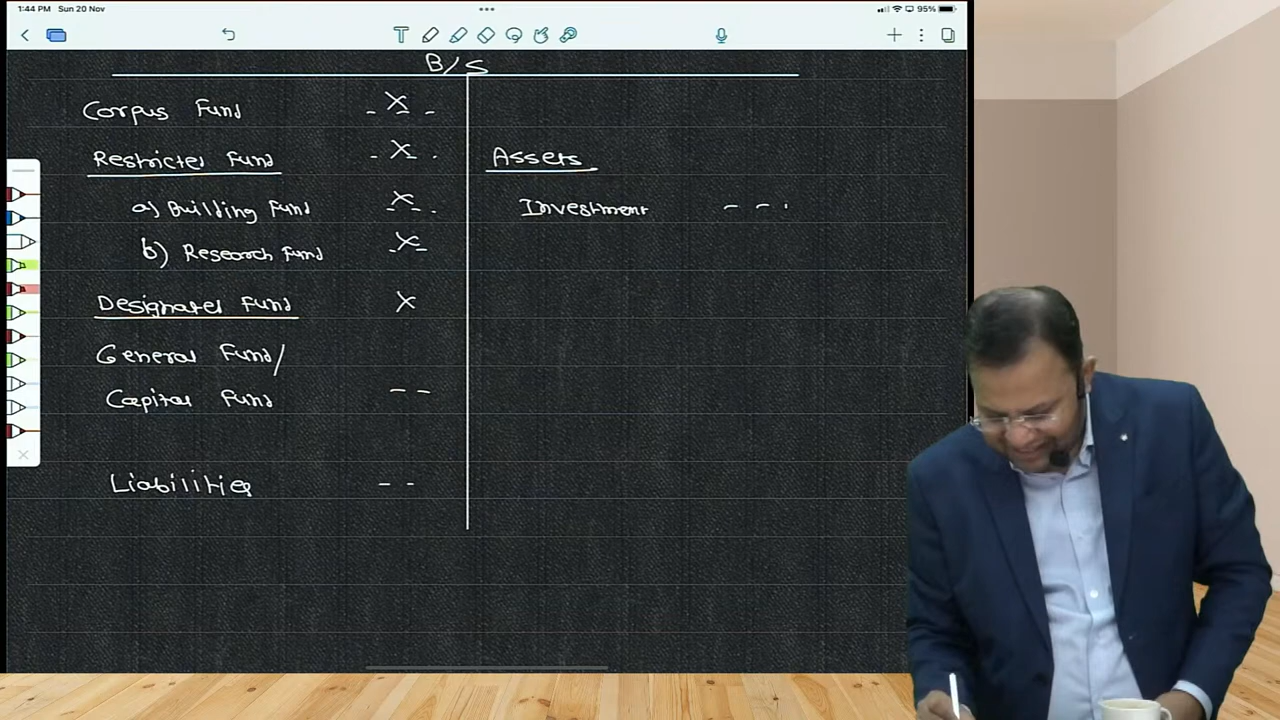 1:44 PM Sun 20 Nov
95%
T
B/S
Corpus Fund - X - -
Restricted Fund - X -
a) Building Fund - X - -
b) Research Fund - X -
Designated Fund X
General Fund/
Capital Fund - -
Liabilities - -
Assets
Investment - - -